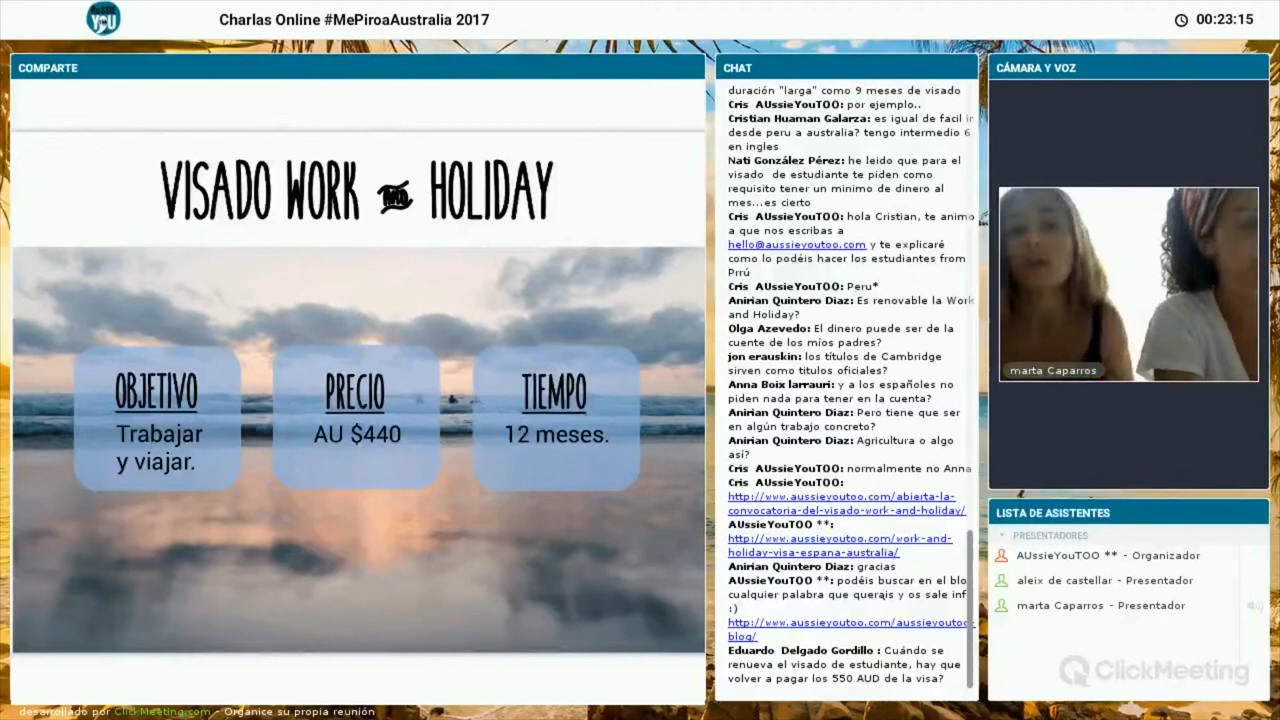 AUSSIE YOU
Charlas Online #MePiroaAustralia 2017
00:23:15
COMPARTE
VISADO WORK AND HOLIDAY
OBJETIVO
Trabajar
y viajar.
PRECIO
AU $440
TIEMPO
12 meses.
CHAT
duración "larga" como 9 meses de visado
Cris AUssieYouTOO: por ejemplo..
Cristian Huaman Galarza: es igual de facil ir
desde peru a australia? tengo intermedio 6
en ingles
Nati González Pérez: he leido que para el
visado de estudiante te piden como
requisito tener un minimo de dinero al
mes...es cierto
Cris AUssieYouTOO: hola Cristian, te animo
a que nos escribas a
hello@aussieyoutoo.com y te explicaré
como lo podéis hacer los estudiantes from
Prrú
Cris AUssieYouTOO: Peru*
Anirian Quintero Diaz: Es renovable la Work
and Holiday?
Olga Azevedo: El dinero puede ser de la
cuente de los míos padres?
jon erauskin: los títulos de Cambridge
sirven como titulos oficiales?
Anna Boix larrauri: y a los españoles no
piden nada para tener en la cuenta?
Anirian Quintero Diaz: Pero tiene que ser
en algún trabajo concreto?
Anirian Quintero Diaz: Agricultura o algo
así?
Cris AUssieYouTOO: normalmente no Anna
Cris AUssieYouTOO:
http://www.aussieyoutoo.com/abierta-la-
convocatoria-del-visado-work-and-holiday/
AUssieYouTOO **:
http://www.aussieyoutoo.com/work-and-
holiday-visa-espana-australia/
Anirian Quintero Diaz: gracias
AUssieYouTOO **: podéis buscar en el blo
cualquier palabra que queráis y os sale inf
:)
http://www.aussieyoutoo.com/aussieyoutoo-
blog/
Eduardo Delgado Gordillo : Cuándo se
renueva el visado de estudiante, hay que
volver a pagar los 550 AUD de la visa?
CÁMARA Y VOZ
marta Caparros
LISTA DE ASISTENTES
PRESENTADORES
AUssieYouTOO ** - Organizador
aleix de castellar - Presentador
marta Caparros - Presentador
ClickMeeting
desarrollado por ClickMeeting.com - Organice su propia reunión